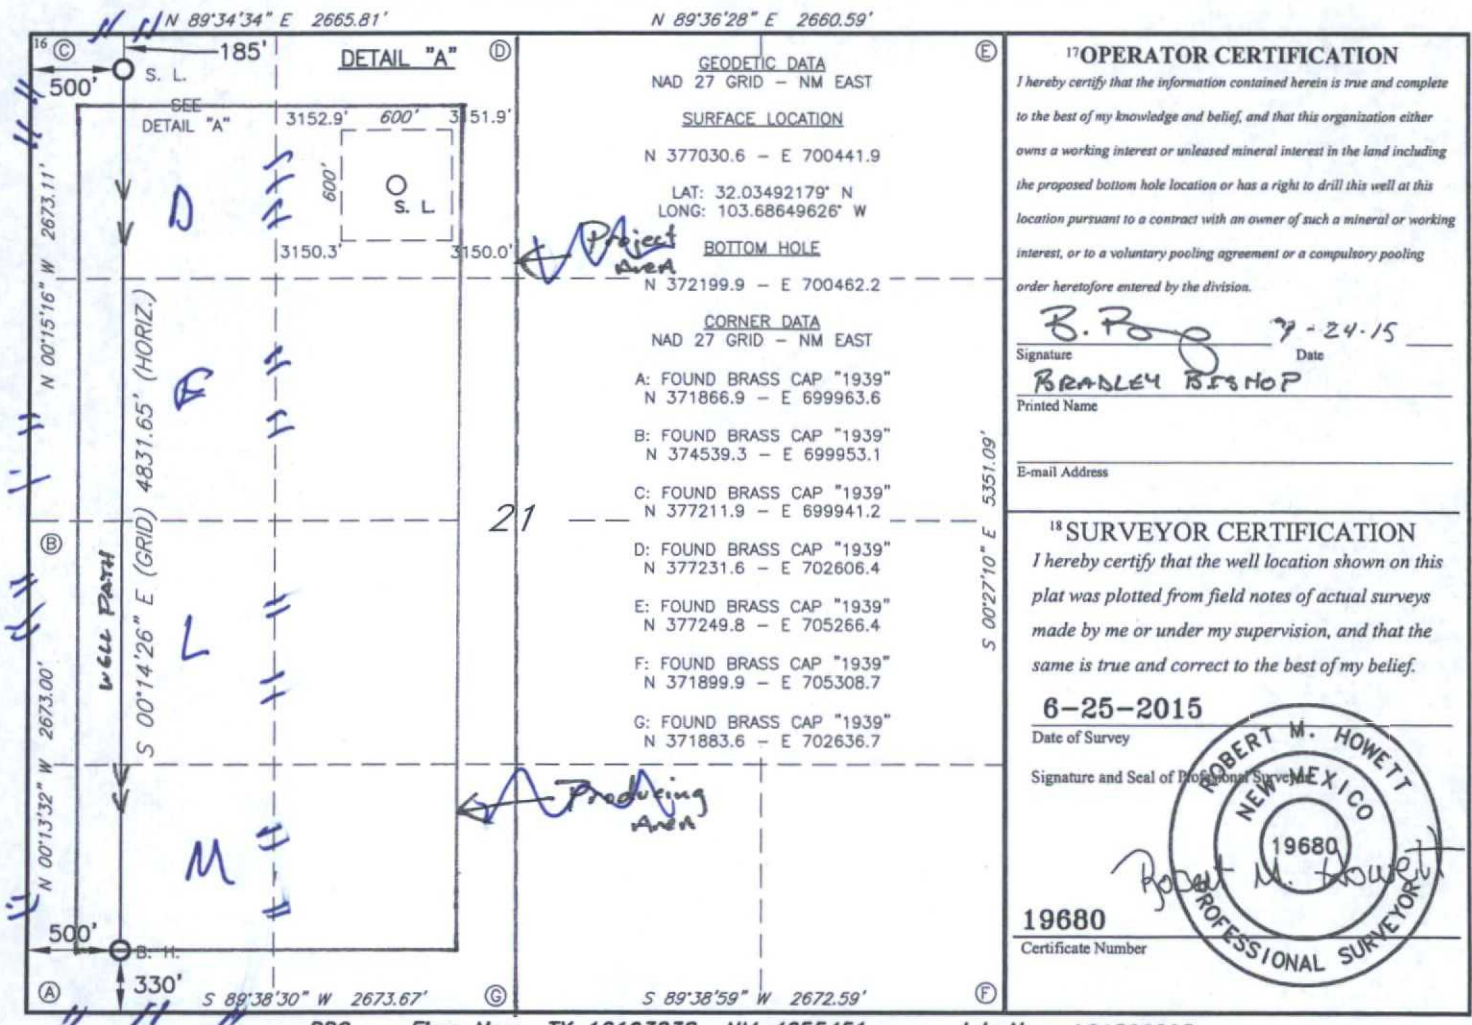 N 89°34'34" E 2665.81'
N 89°36'28" E 2660.59'
16
C
185'
DETAIL "A"
D
E
500'
S. L.
SEE
DETAIL "A"
3152.9' 600' 3151.9'
600'
S. L.
3150.3' 3150.0'
N 00°15'16" W 2673.11'
D
E
L
M
S 00°14'26" E (GRID) 4831.65' (HORIZ.)
WELL PATH
B
N 00°13'32" W 2673.00'
21
Project
Area
Producing
Area
500'
B. H.
330'
A
S 89°38'30" W 2673.67'
G
S 89°38'59" W 2672.59'
F
S 00°27'10" E 5351.09'
GEODETIC DATA
NAD 27 GRID - NM EAST
SURFACE LOCATION
N 377030.6 - E 700441.9
LAT: 32.03492179° N
LONG: 103.68649626° W
BOTTOM HOLE
N 372199.9 - E 700462.2
CORNER DATA
NAD 27 GRID - NM EAST
A: FOUND BRASS CAP "1939"
N 371866.9 - E 699963.6
B: FOUND BRASS CAP "1939"
N 374539.3 - E 699953.1
C: FOUND BRASS CAP "1939"
N 377211.9 - E 699941.2
D: FOUND BRASS CAP "1939"
N 377231.6 - E 702606.4
E: FOUND BRASS CAP "1939"
N 377249.8 - E 705266.4
F: FOUND BRASS CAP "1939"
N 371899.9 - E 705308.7
G: FOUND BRASS CAP "1939"
N 371883.6 - E 702636.7
17 OPERATOR CERTIFICATION
I hereby certify that the information contained herein is true and complete
to the best of my knowledge and belief, and that this organization either
owns a working interest or unleased mineral interest in the land including
the proposed bottom hole location or has a right to drill this well at this
location pursuant to a contract with an owner of such a mineral or working
interest, or to a voluntary pooling agreement or a compulsory pooling
order heretofore entered by the division.
9-24-15
Signature Date
BRADLEY BISHOP
Printed Name
E-mail Address
18 SURVEYOR CERTIFICATION
I hereby certify that the well location shown on this
plat was plotted from field notes of actual surveys
made by me or under my supervision, and that the
same is true and correct to the best of my belief.
6-25-2015
Date of Survey
Signature and Seal of Professional Surveyor
ROBERT M. HOWETT
NEW MEXICO
19680
PROFESSIONAL SURVEYOR
Robert M. Howett
19680
Certificate Number